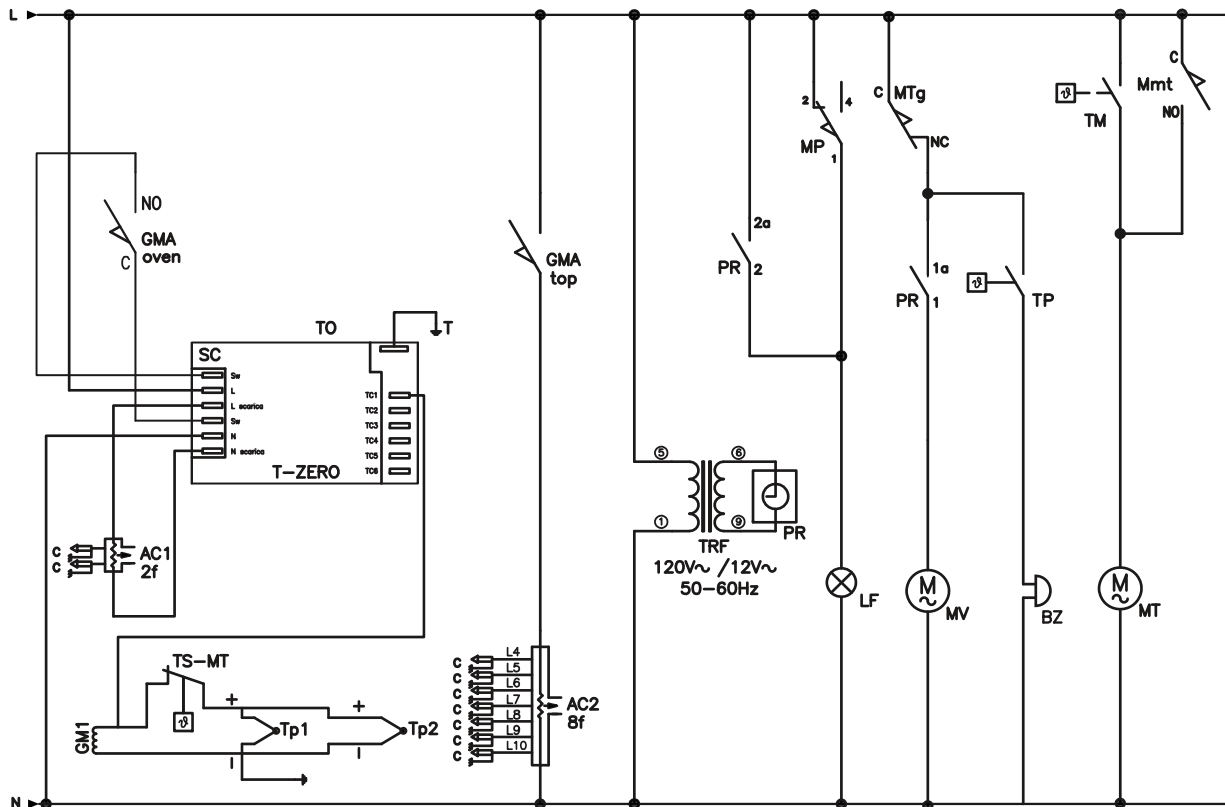 L
C
Mmt
NO
TM
ϑ
2
4
MP
1
C
MTg
NC
NO
GMA
oven
C
GMA
top
2a
PR
2
1a
PR
1
ϑ
TP
TO
T
SC
Sw
L
L scarica
Sw
N
N scarica
TC1
TC2
TC3
TC4
TC5
TC6
T-ZERO
5
6
1
9
PR
TRF
120V~ /12V~
50-60Hz
C
C
AC1
2f
LF
M
~
MV
BZ
M
~
MT
TS-MT
ϑ
GM1
+
Tp1
-
+
Tp2
-
C
C
C
C
C
C
C
L4
L5
L6
L7
L8
L9
L10
AC2
8f
N